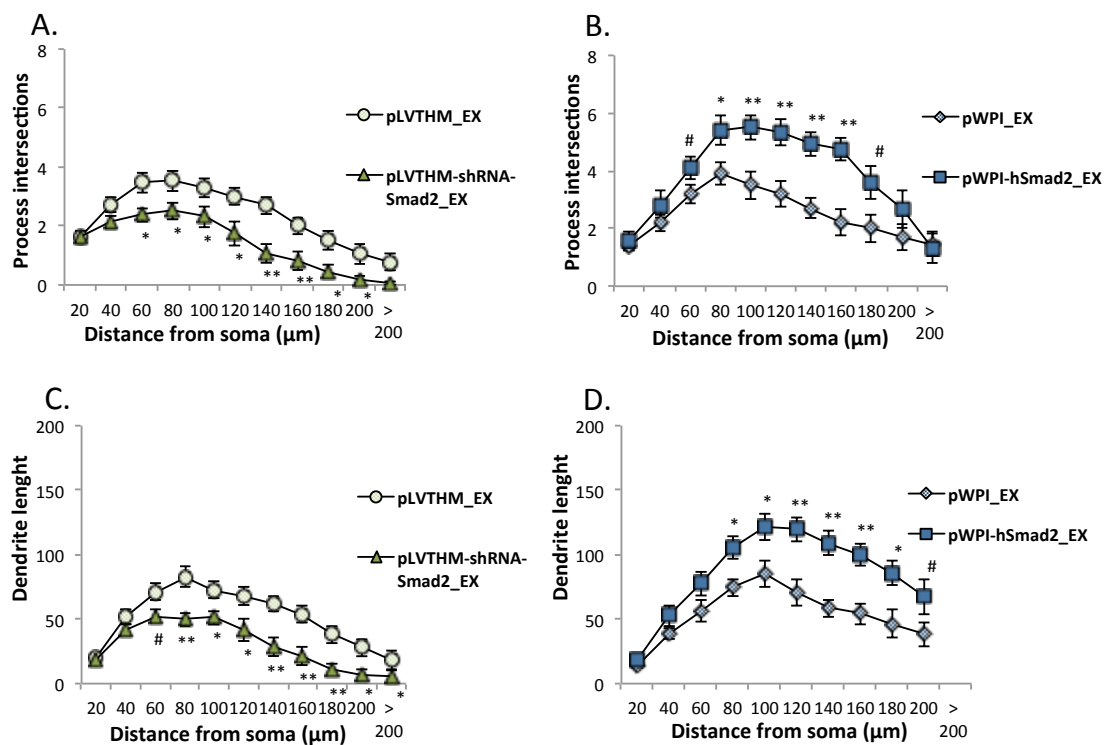 A.
8
6
4
2
0
Process intersections
pLVTHM_EX
pLVTHM-shRNA-
Smad2_EX
* * * * ** ** * *
20 40 60 80 100 120 140 160 180 200 >
200
Distance from soma (µm)
B.
8
6
4
2
0
Process intersections
# * ** ** ** ** #
pWPI_EX
pWPI-hSmad2_EX
20 40 60 80 100 120 140 160 180 200 >
200
Distance from soma (µm)
C.
200
150
100
50
0
Dendrite lenght
pLVTHM_EX
pLVTHM-shRNA-
Smad2_EX
# ** * * ** ** ** * *
20 40 60 80 100 120 140 160 180 200 >
200
Distance from soma (µm)
D.
200
150
100
50
0
Dendrite lenght
* * ** ** ** * #
pWPI_EX
pWPI-hSmad2_EX
20 40 60 80 100 120 140 160 180 200 >
200
Distance from soma (µm)